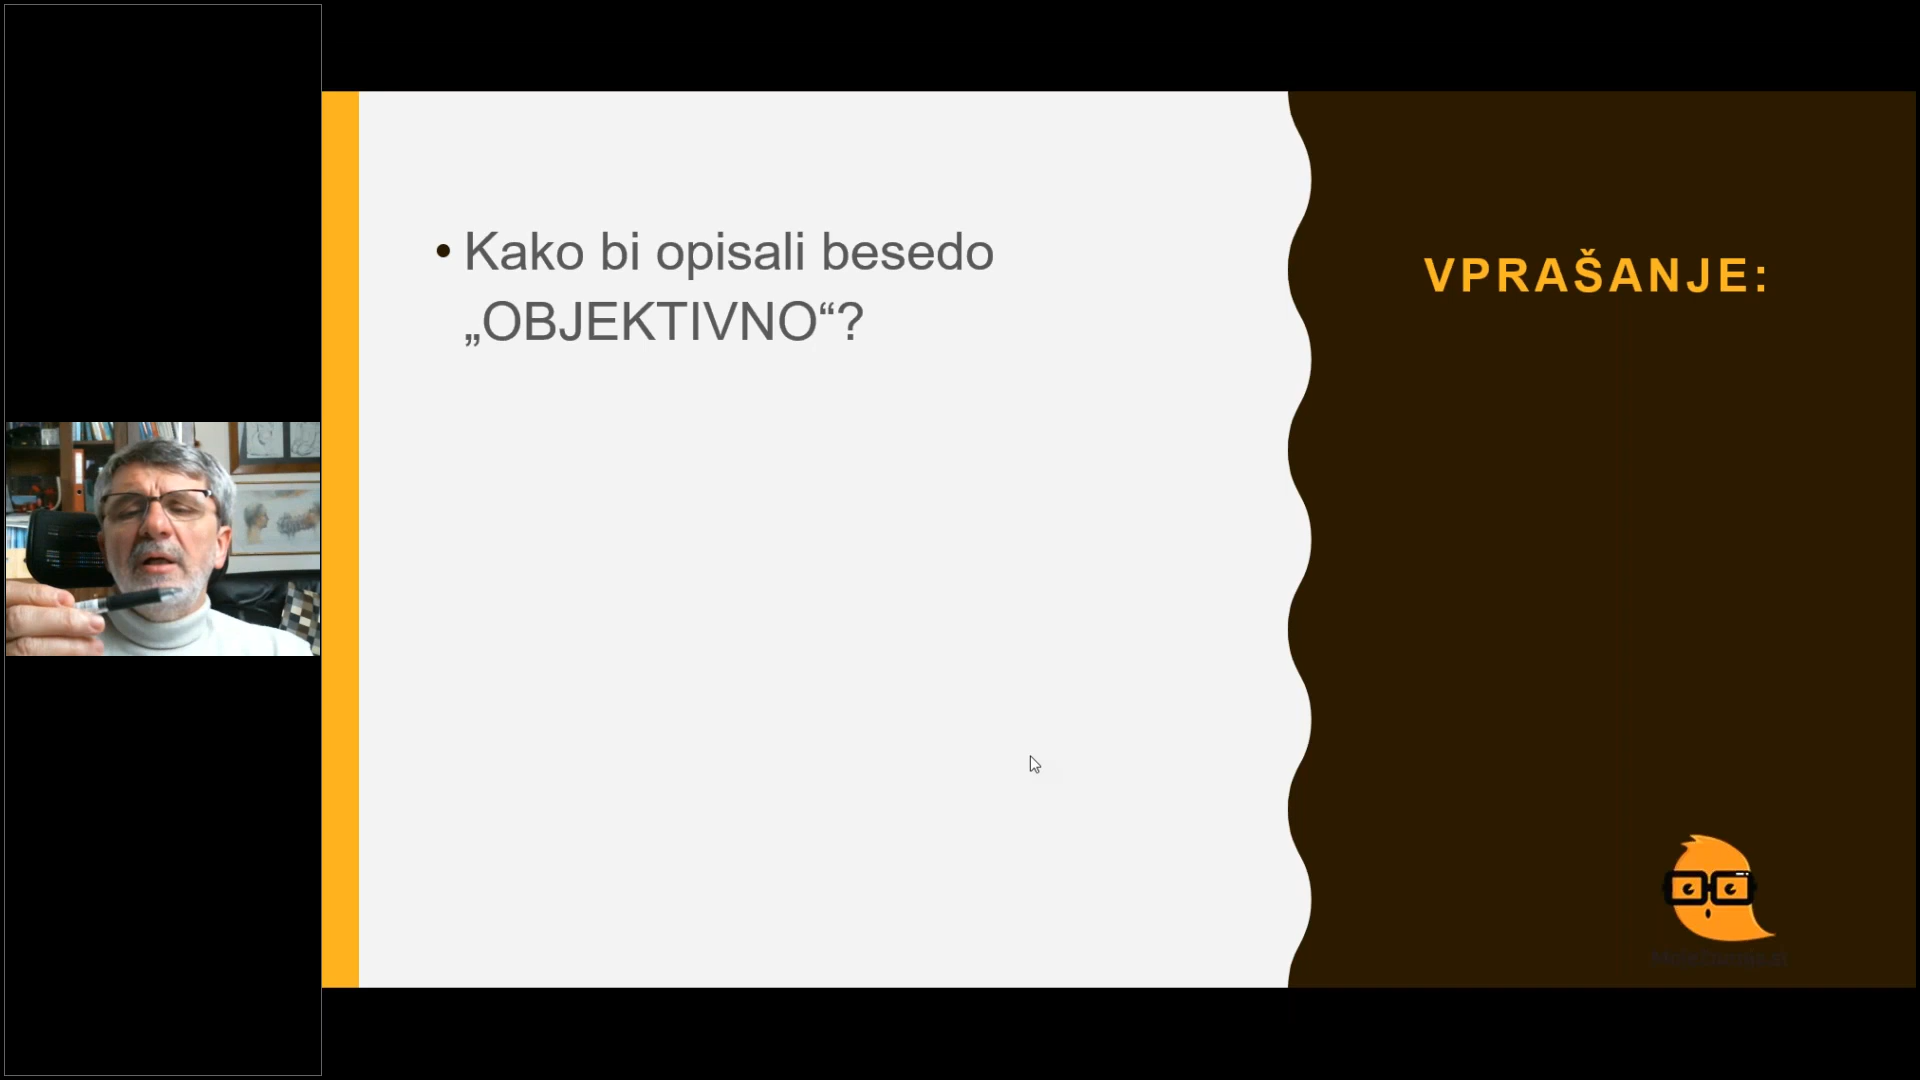 • Kako bi opisali besedo
„OBJEKTIVNO“?
VPRAŠANJE: